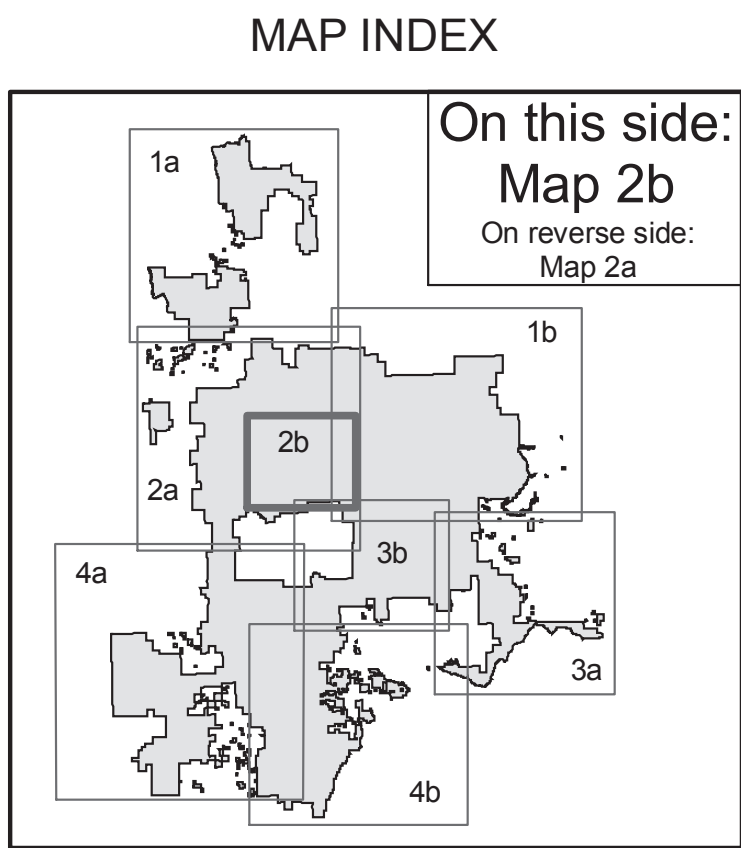 MAP INDEX
On this side:
Map 2b
On reverse side:
Map 2a
1a
1b
2b
2a
3b
4a
3a
4b